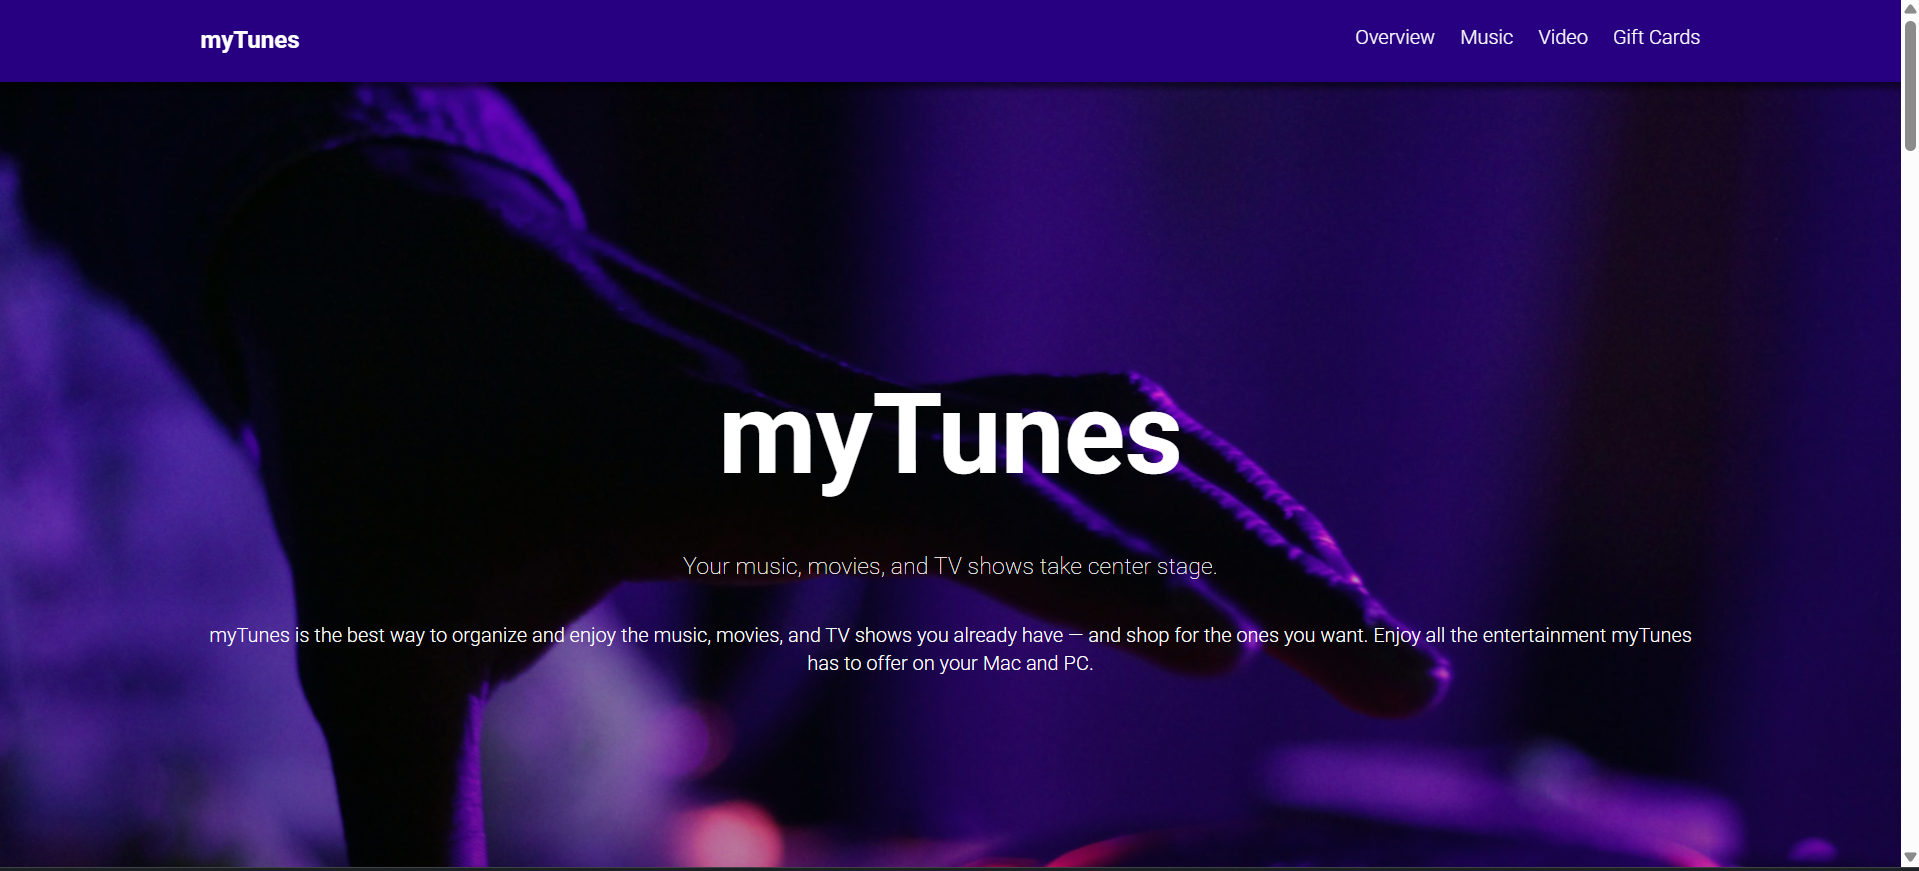 myTunes
Overview Music Video Gift Cards
myTunes
Your music, movies, and TV shows take center stage.
myTunes is the best way to organize and enjoy the music, movies, and TV shows you already have — and shop for the ones you want. Enjoy all the entertainment myTunes
has to offer on your Mac and PC.